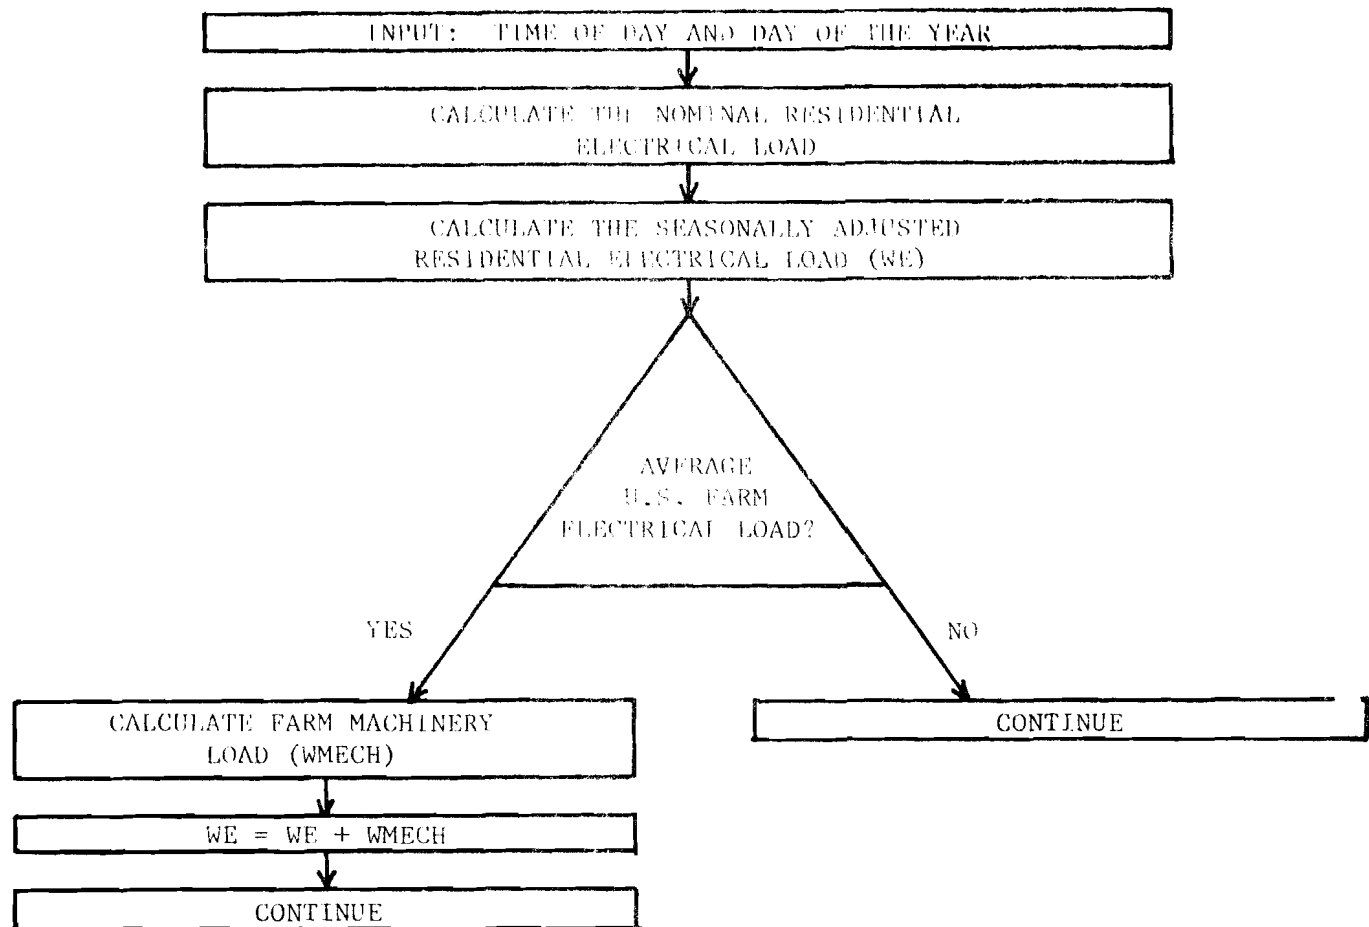 INPUT: TIME OF DAY AND DAY OF THE YEAR
CALCULATE THE NOMINAL RESIDENTIAL
ELECTRICAL LOAD
CALCULATE THE SEASONALLY ADJUSTED
RESIDENTIAL ELECTRICAL LOAD (WE)
AVERAGE
U.S. FARM
ELECTRICAL LOAD?
YES
NO
CALCULATE FARM MACHINERY
LOAD (WMECH)
CONTINUE
WE = WE + WMECH
CONTINUE